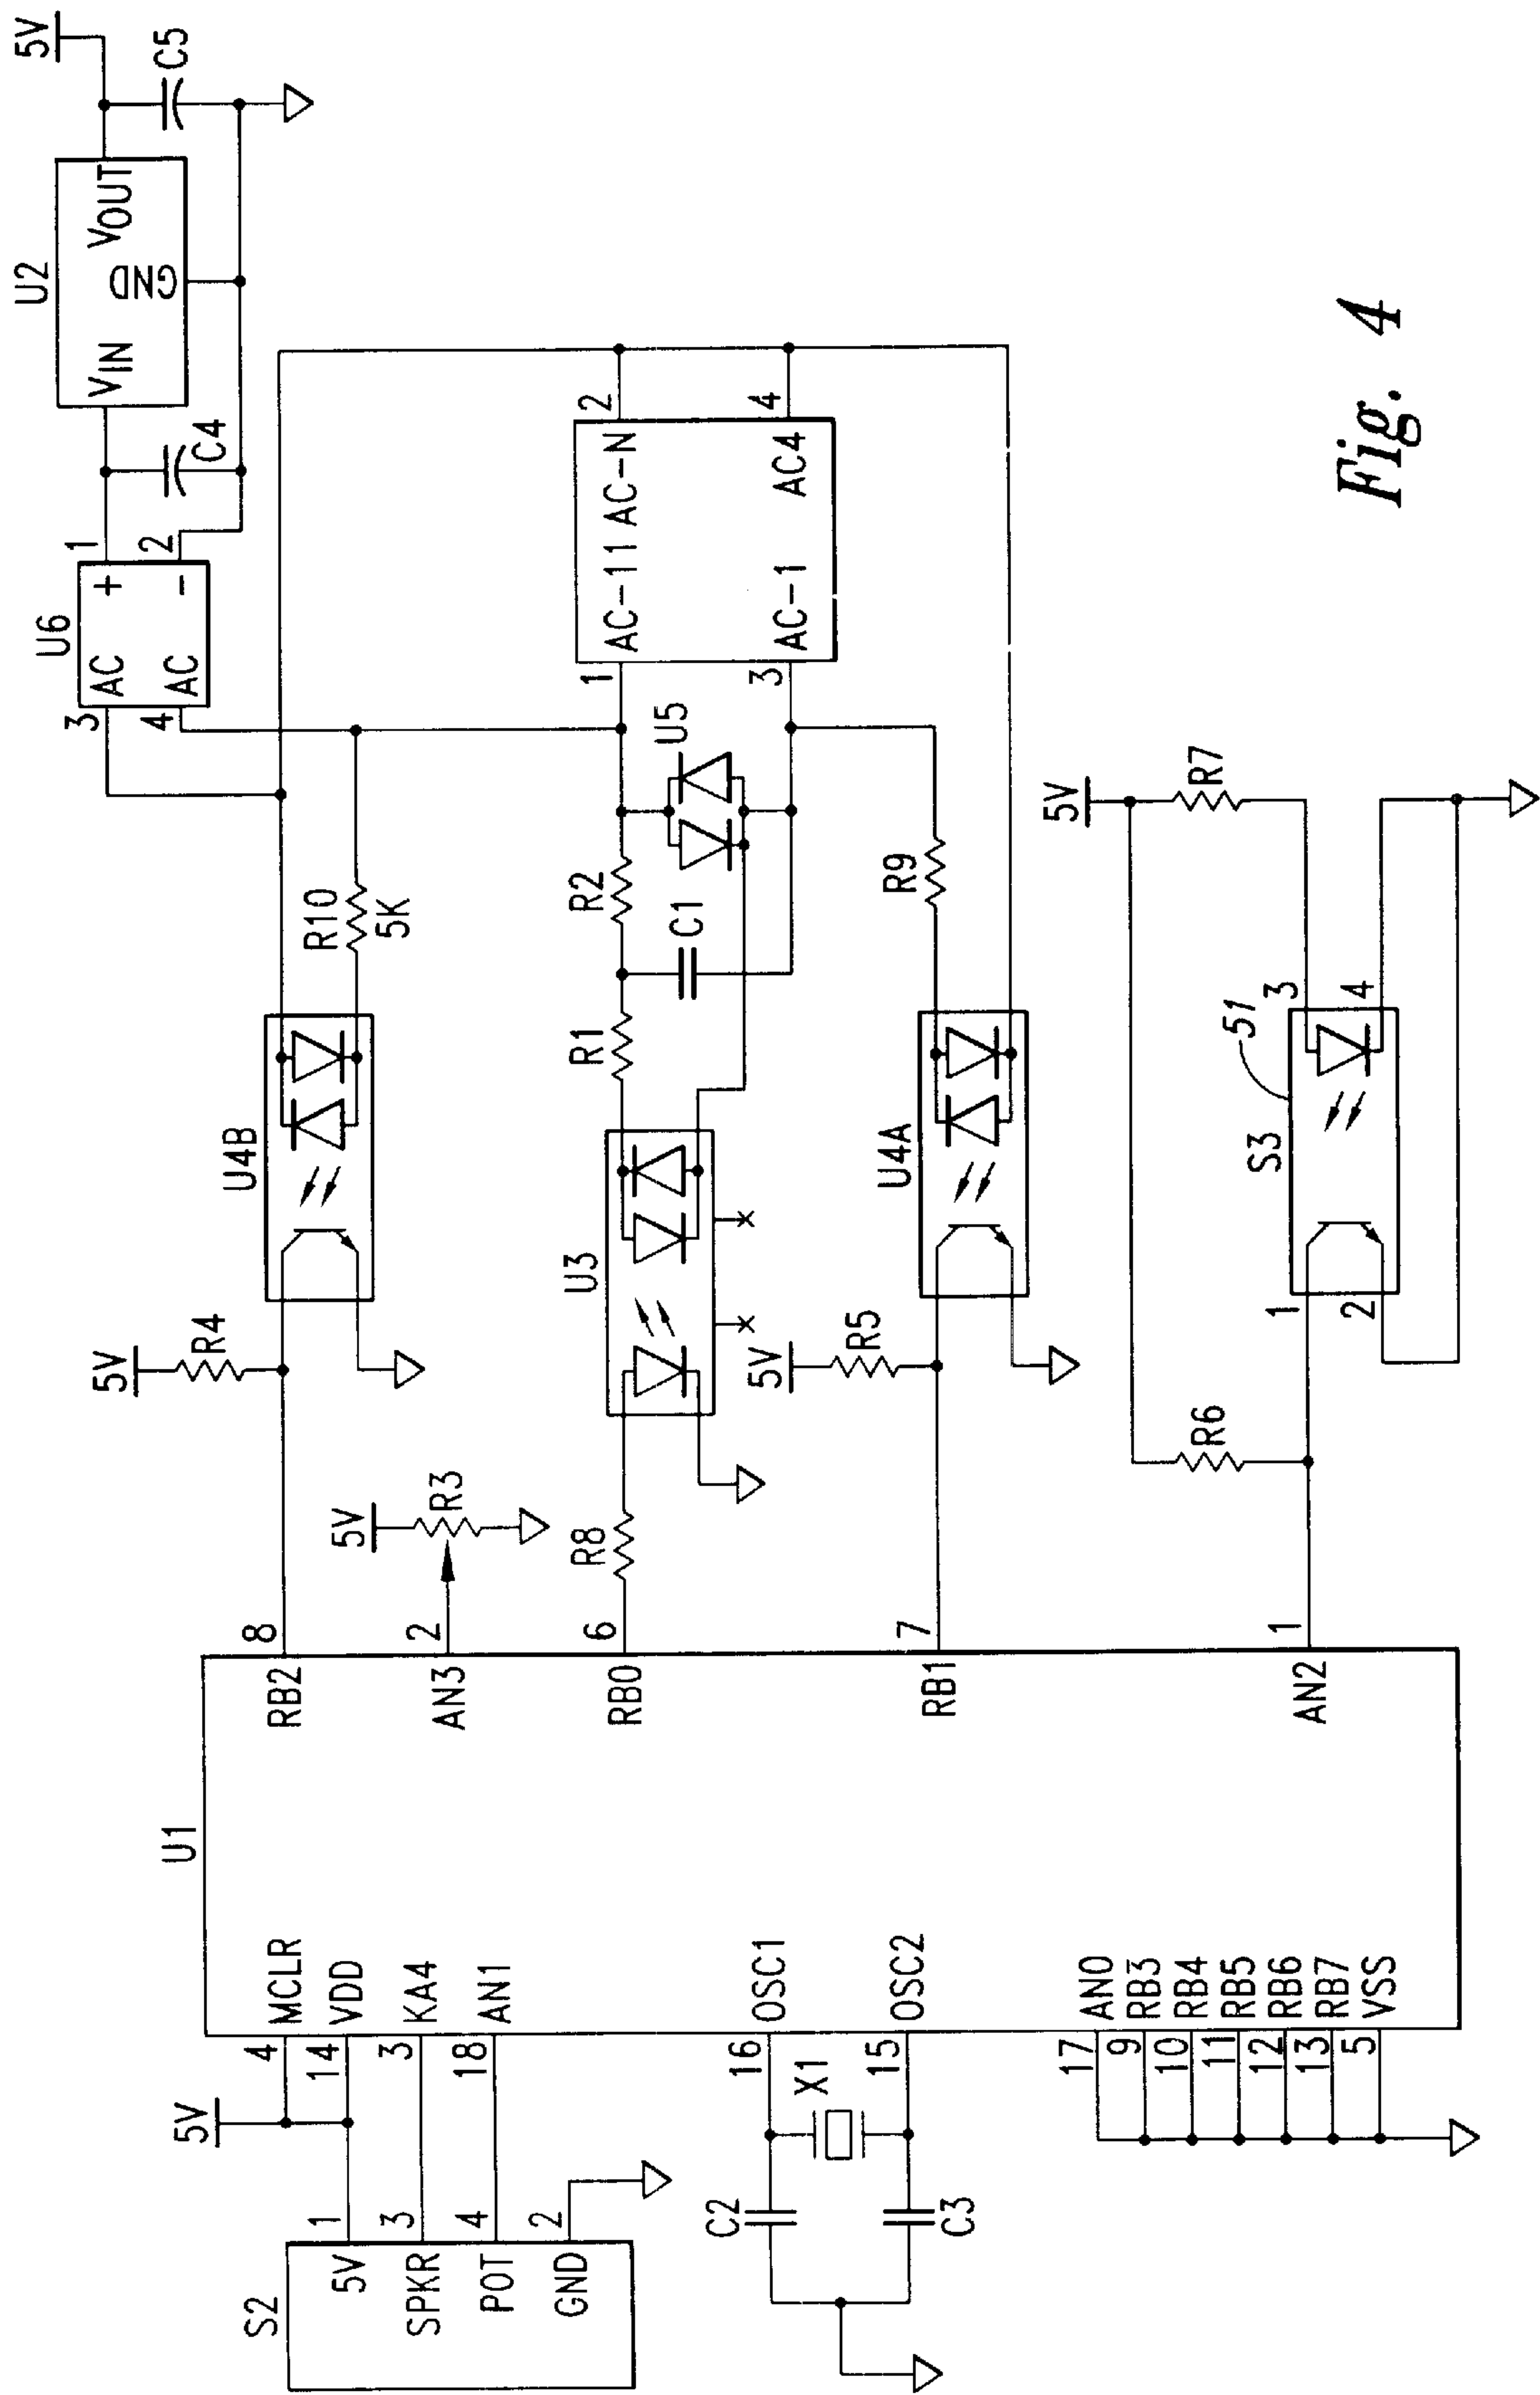 5V
C5
U2
VIN
VOUT
GND
C4
U6
AC
+
AC
-
3
4
1
2
R10
5K
U4B
5V
R4
AC-11
AC-N
AC-1
AC4
1
2
3
4
U5
R2
C1
R1
U3
R8
R9
U4A
5V
R5
5V
R3
5V
R7
R6
S3
51
1
2
3
4
U1
RB2
8
AN3
2
RB0
6
RB1
7
AN2
1
MCLR
4
VDD
14
KA4
3
AN1
18
OSC1
16
OSC2
15
AN0
17
RB3
9
RB4
10
RB5
11
RB6
12
RB7
13
VSS
5
5V
X1
C2
C3
S2
5V
1
SPKR
3
POT
4
GND
2
Fig. 4